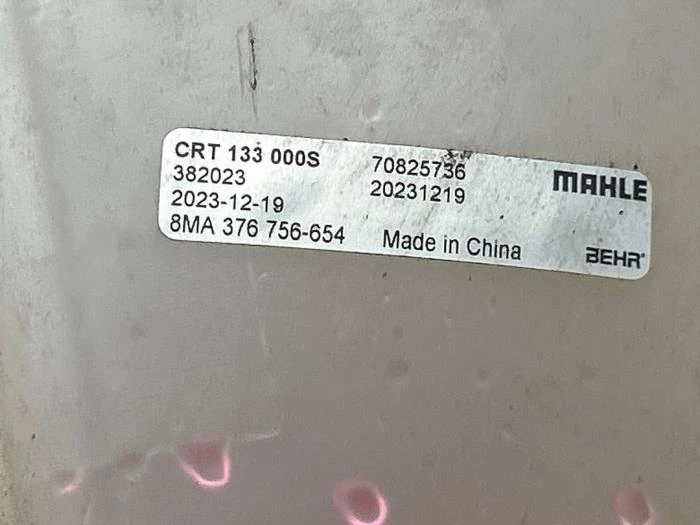 CRT 133 000S 70825736 MAHLE
382023 20231219
2023-12-19
8MA 376 756-654 Made in China BEHR